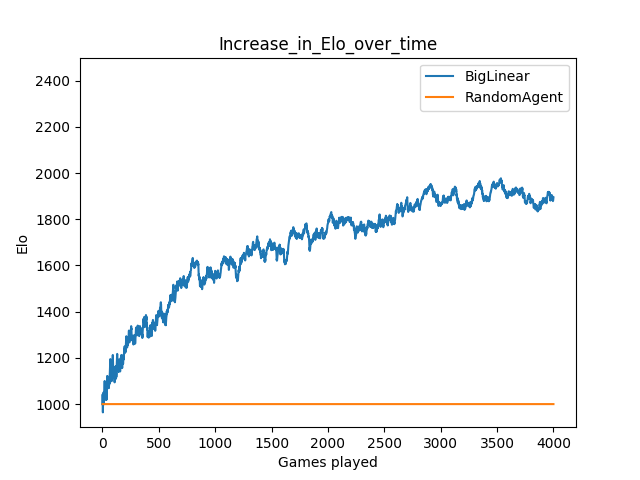 Increase_in_Elo_over_time
BigLinear
RandomAgent
2400
2200
2000
1800
1600
1400
1200
1000
Elo
0 500 1000 1500 2000 2500 3000 3500 4000
Games played